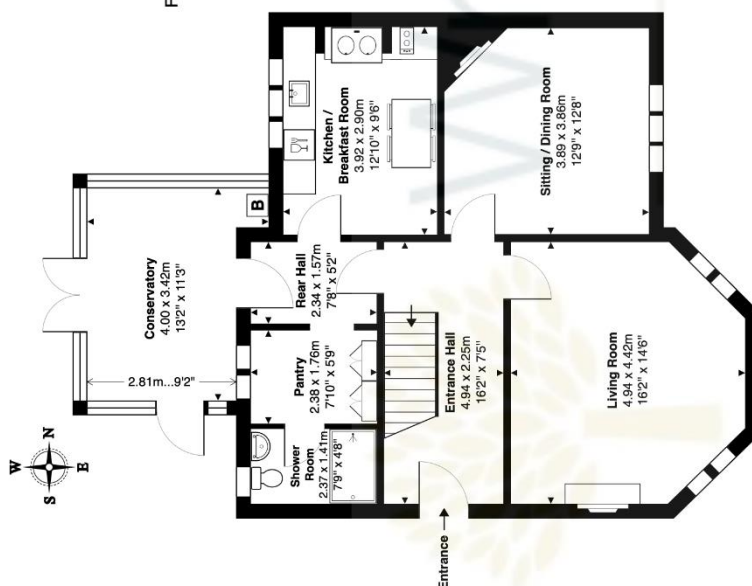 W
S
N
E
Conservatory
4.00 x 3.42m
13'2" x 11'3"
2.81m...9'2"
B
Kitchen /
Breakfast Room
3.92 x 2.90m
12'10" x 9'6"
Rear Hall
2.34 x 1.57m
7'8" x 5'2"
Pantry
2.38 x 1.76m
7'10" x 5'9"
Shower
Room
2.37 x 1.41m
7'9" x 4'8"
Entrance Hall
4.94 x 2.25m
16'2" x 7'5"
Sitting / Dining Room
3.89 x 3.86m
12'9" x 12'8"
Living Room
4.94 x 4.42m
16'2" x 14'6"
Entrance